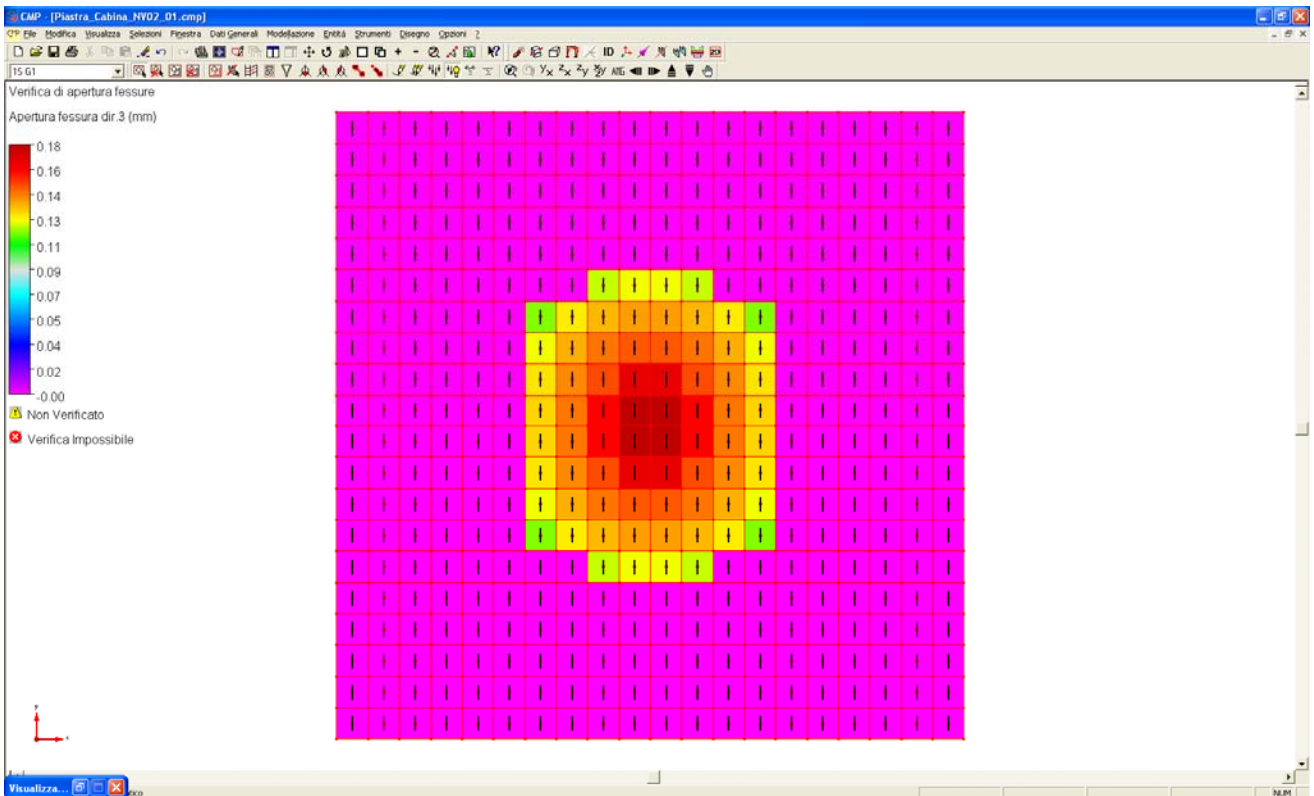 CMP - [Piastra_Cabina_NV02_01.cmp]
File Modifica Visualizza Selezioni Finestra Dati Generali Modellazione Entità Strumenti Disegno Opzioni ?
ID 2D
1S G1
Verifica di apertura fessure
Apertura fessura dir.3 (mm)
0.18
0.16
0.14
0.13
0.11
0.09
0.07
0.05
0.04
0.02
-0.00
Non Verificato
Verifica Impossibile
Visualizza...
NUM